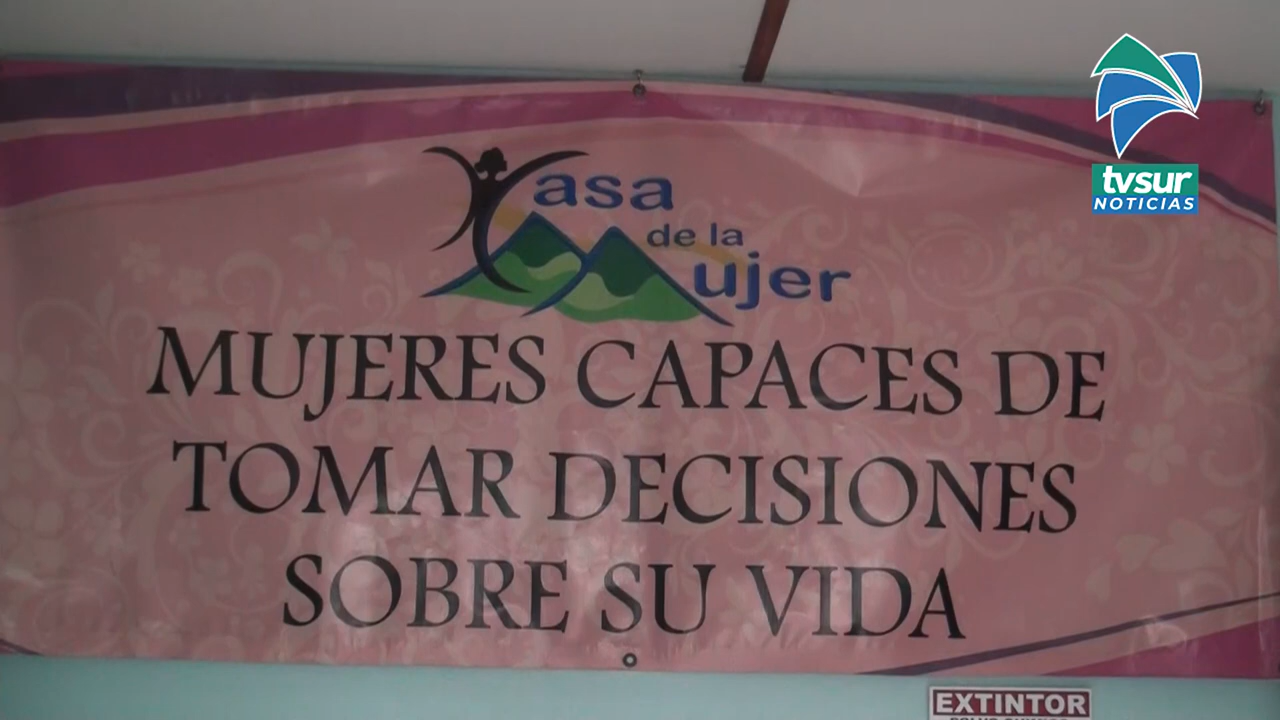 tvsur
NOTICIAS
Casa
de la
Mujer
MUJERES CAPACES DE
TOMAR DECISIONES
SOBRE SU VIDA
EXTINTOR